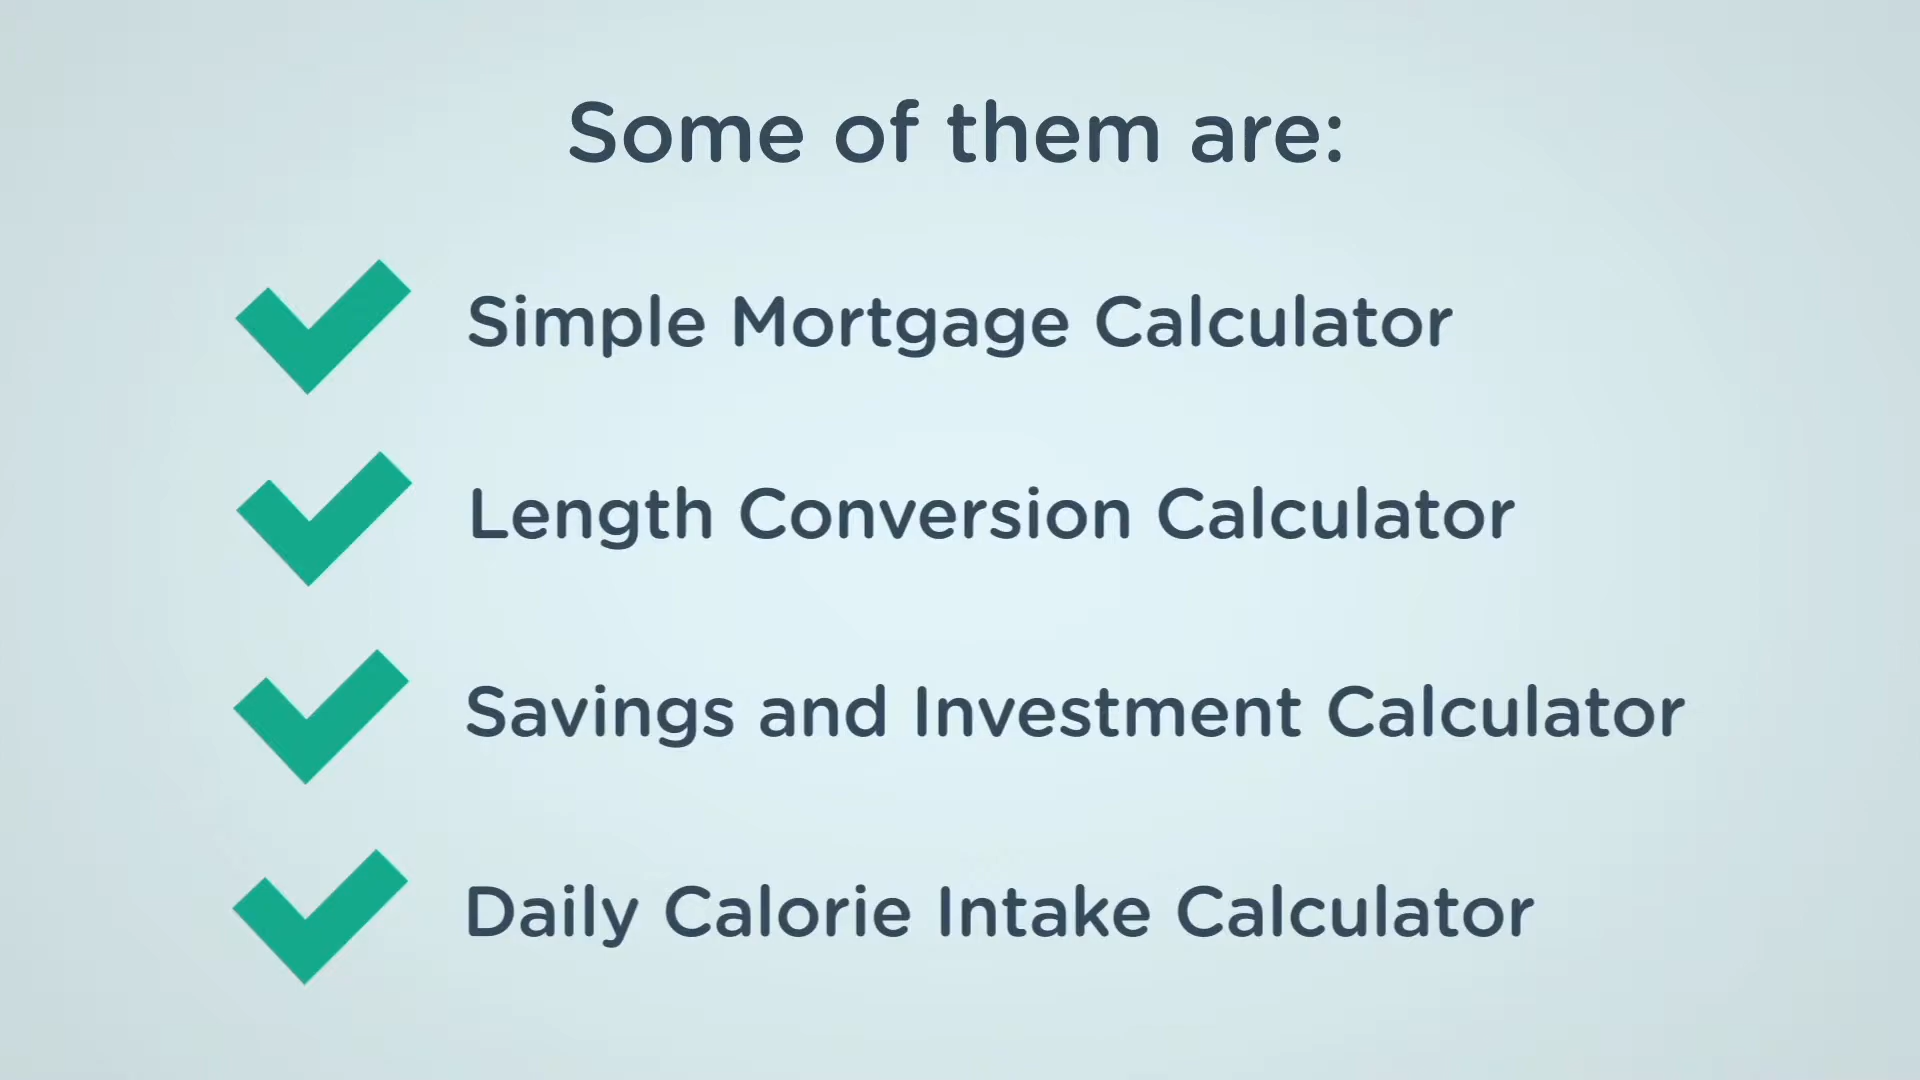 Some of them are:
Simple Mortgage Calculator
Length Conversion Calculator
Savings and Investment Calculator
Daily Calorie Intake Calculator